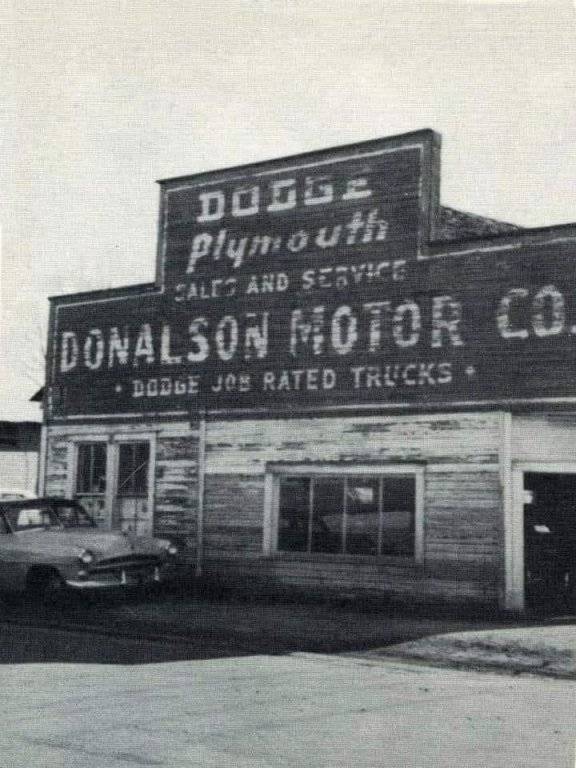 DODGE
Plymouth
SALES AND SERVICE
DONALSON MOTOR CO.
• DODGE JOB RATED TRUCKS •